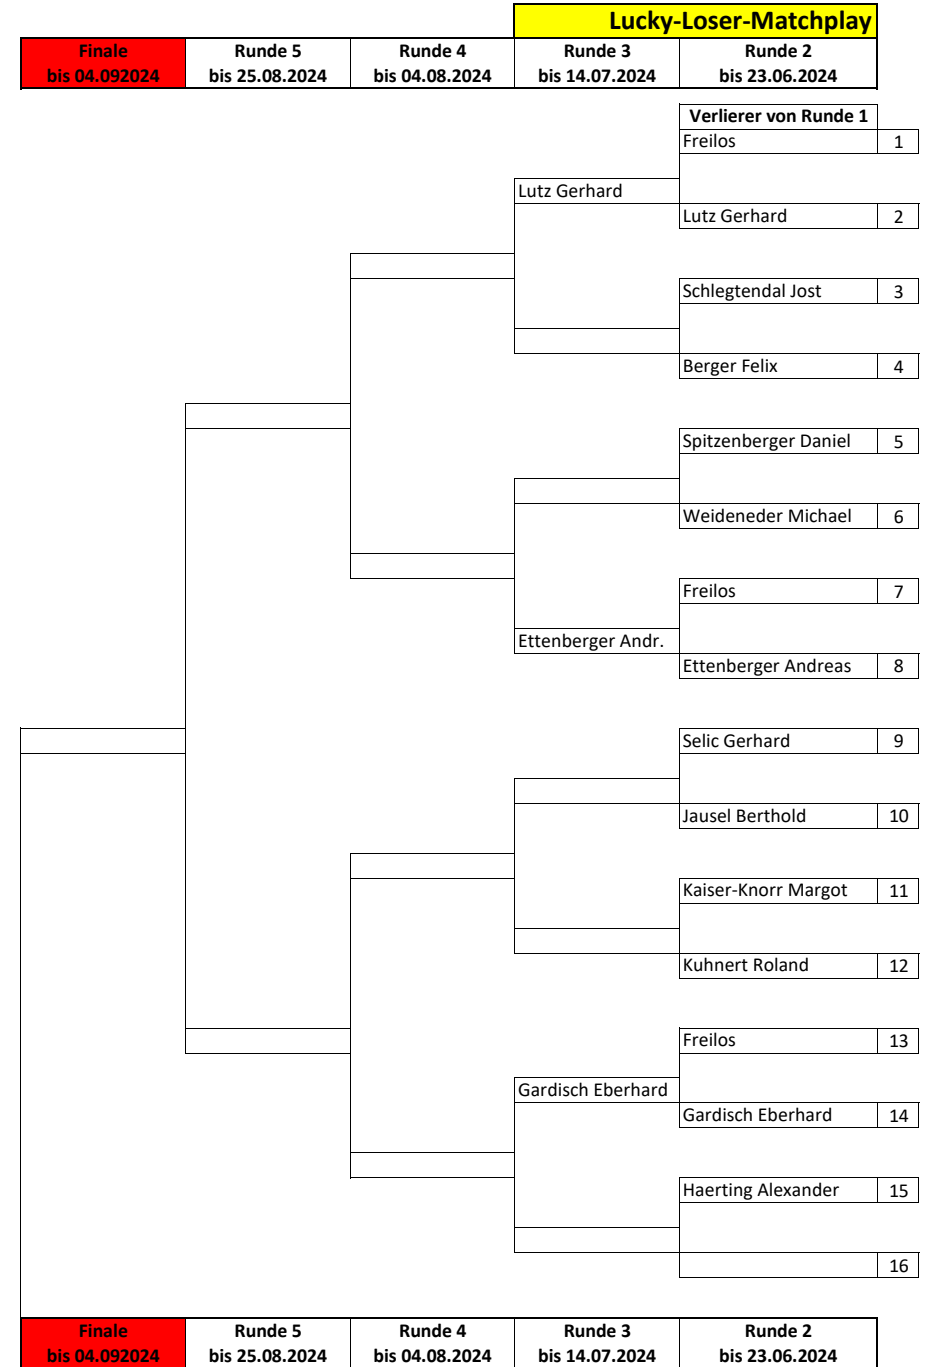 Lucky-Loser-Matchplay
Finale Runde 5 Runde 4 Runde 3 Runde 2
bis 04.092024 bis 25.08.2024 bis 04.08.2024 bis 14.07.2024 bis 23.06.2024
Verlierer von Runde 1
Freilos 1
Lutz Gerhard
Lutz Gerhard 2
Schlegtendal Jost 3
Berger Felix 4
Spitzenberger Daniel 5
Weideneder Michael 6
Freilos 7
Ettenberger Andr.
Ettenberger Andreas 8
Selic Gerhard 9
Jausel Berthold 10
Kaiser-Knorr Margot 11
Kuhnert Roland 12
Freilos 13
Gardisch Eberhard
Gardisch Eberhard 14
Haerting Alexander 15
16
Finale Runde 5 Runde 4 Runde 3 Runde 2
bis 04.092024 bis 25.08.2024 bis 04.08.2024 bis 14.07.2024 bis 23.06.2024